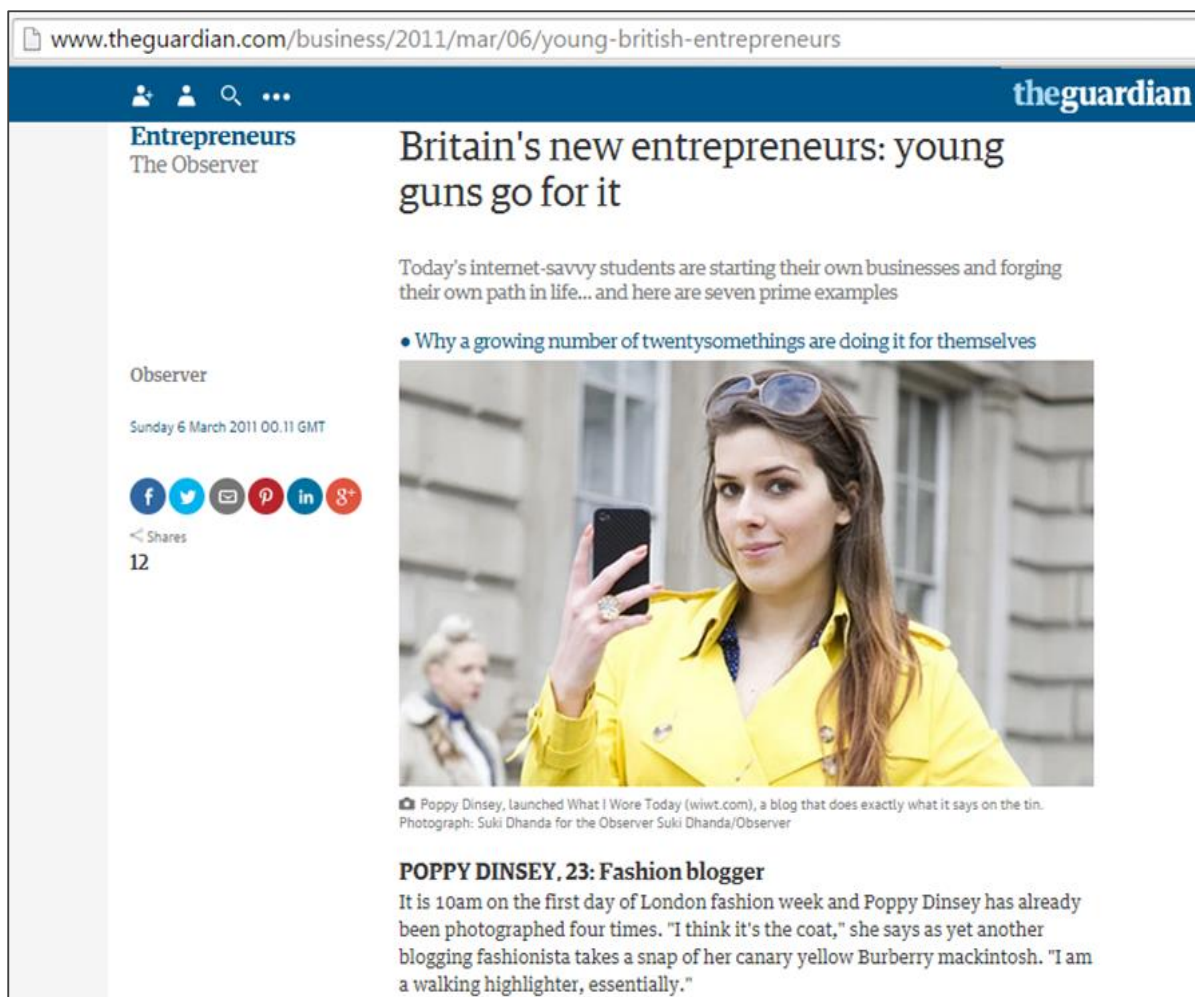 www.theguardian.com/business/2011/mar/06/young-british-entrepreneurs
theguardian
Entrepreneurs
The Observer
Britain's new entrepreneurs: young
guns go for it
Today's internet-savvy students are starting their own businesses and forging
their own path in life... and here are seven prime examples
• Why a growing number of twentysomethings are doing it for themselves
Observer
Sunday 6 March 2011 00.11 GMT
Shares
12
Poppy Dinsey, launched What I Wore Today (wiwt.com), a blog that does exactly what it says on the tin.
Photograph: Suki Dhanda for the Observer Suki Dhanda/Observer
POPPY DINSEY, 23: Fashion blogger
It is 10am on the first day of London fashion week and Poppy Dinsey has already
been photographed four times. "I think it's the coat," she says as yet another
blogging fashionista takes a snap of her canary yellow Burberry mackintosh. "I am
a walking highlighter, essentially."